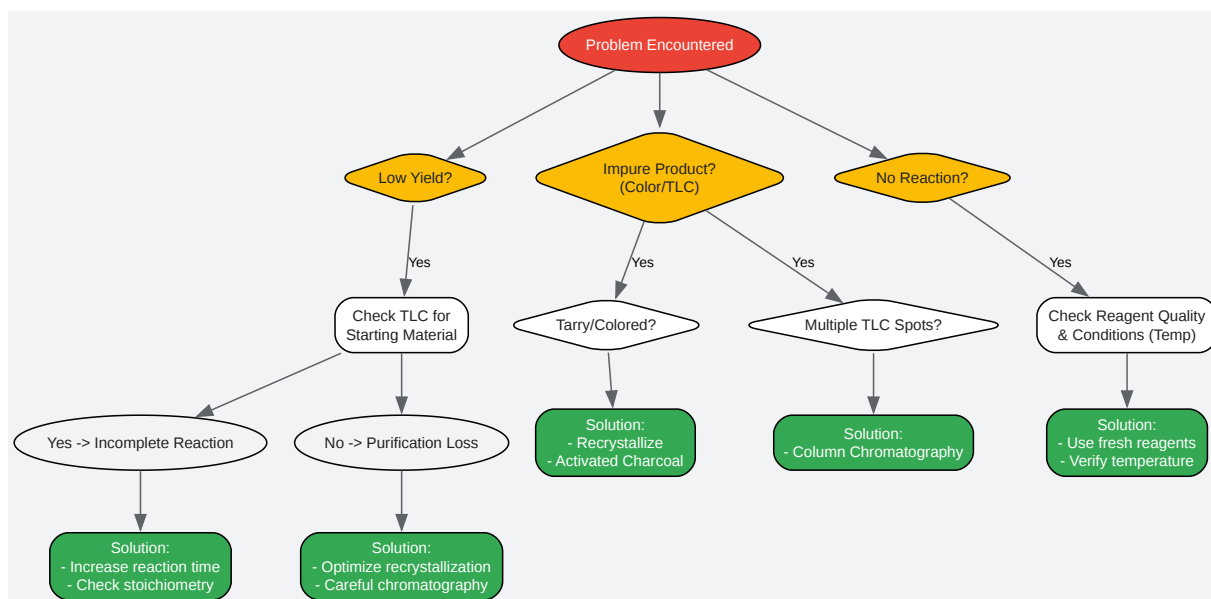 Problem Encountered
Low Yield?
Impure Product?
(Color/TLC)
No Reaction?
Yes
Yes
Yes
Yes
Check TLC for
Starting Material
Tarry/Colored?
Multiple TLC Spots?
Check Reagent Quality
& Conditions (Temp)
Yes -> Incomplete Reaction
No -> Purification Loss
Solution:
- Recrystallize
- Activated Charcoal
Solution:
- Column Chromatography
Solution:
- Use fresh reagents
- Verify temperature
Solution:
- Increase reaction time
- Check stoichiometry
Solution:
- Optimize recrystallization
- Careful chromatography